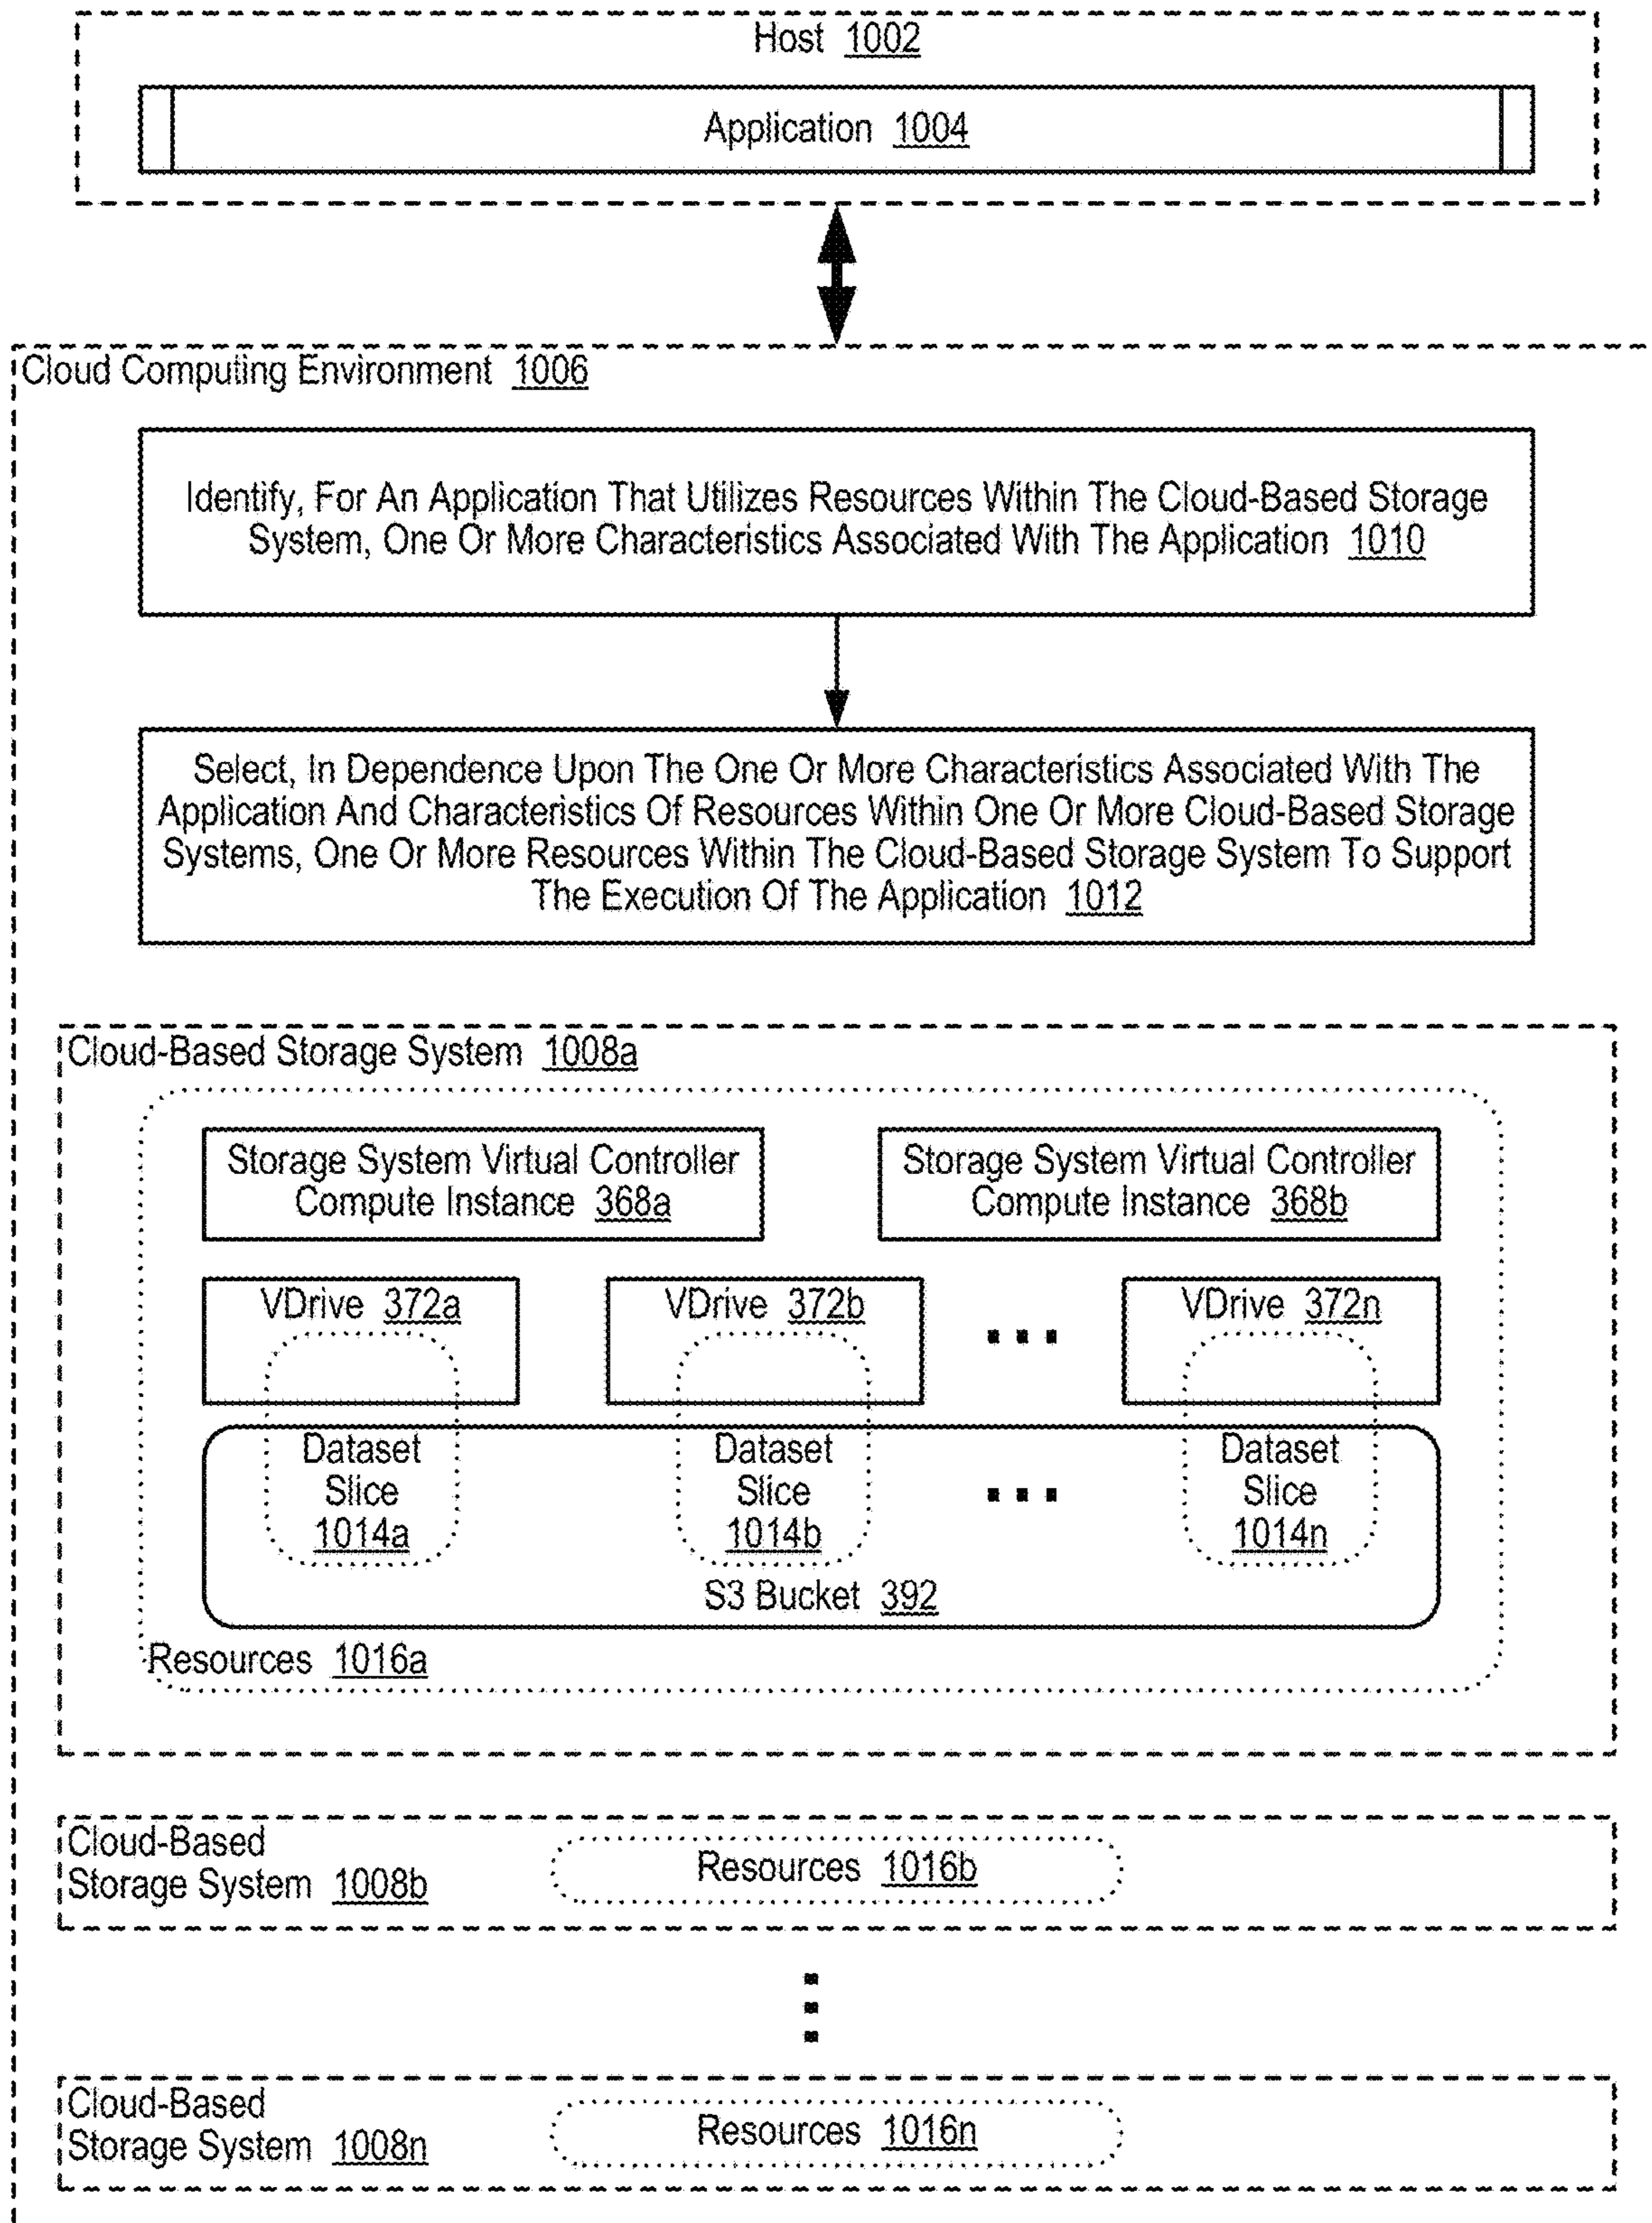 Host 1002
Application 1004
Cloud Computing Environment 1006
Identify, For An Application That Utilizes Resources Within The Cloud-Based Storage
System, One Or More Characteristics Associated With The Application 1010
Select, In Dependence Upon The One Or More Characteristics Associated With The
Application And Characteristics Of Resources Within One Or More Cloud-Based Storage
Systems, One Or More Resources Within The Cloud-Based Storage System To Support
The Execution Of The Application 1012
Cloud-Based Storage System 1008a
Storage System Virtual Controller
Compute Instance 368a
Storage System Virtual Controller
Compute Instance 368b
VDrive 372a
VDrive 372b
VDrive 372n
Dataset
Slice
1014a
Dataset
Slice
1014b
Dataset
Slice
1014n
S3 Bucket 392
Resources 1016a
Cloud-Based
Storage System 1008b
Resources 1016b
Cloud-Based
Storage System 1008n
Resources 1016n